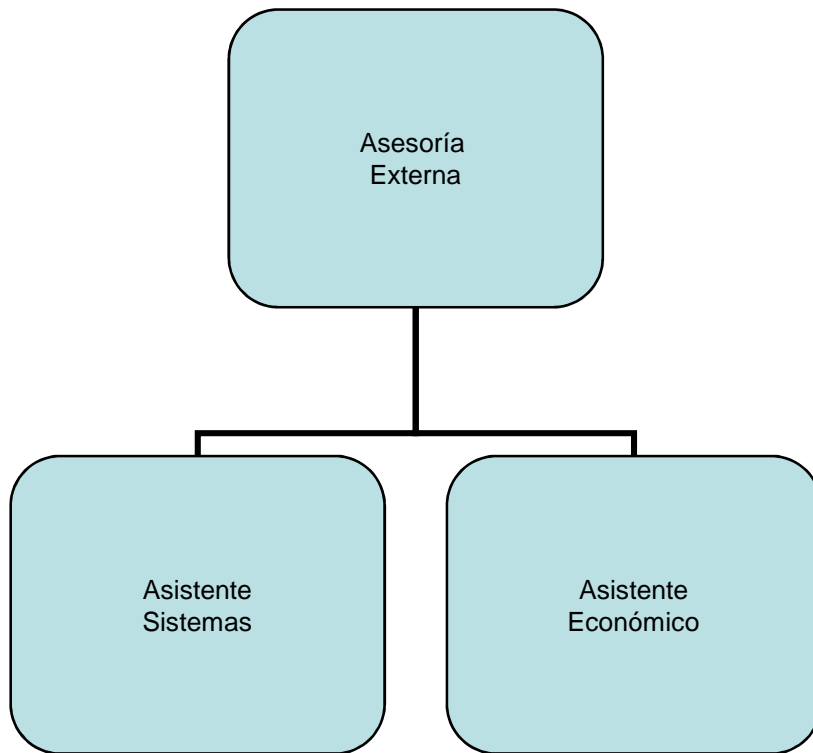 Asesoría
Externa
Asistente
Sistemas
Asistente
Económico